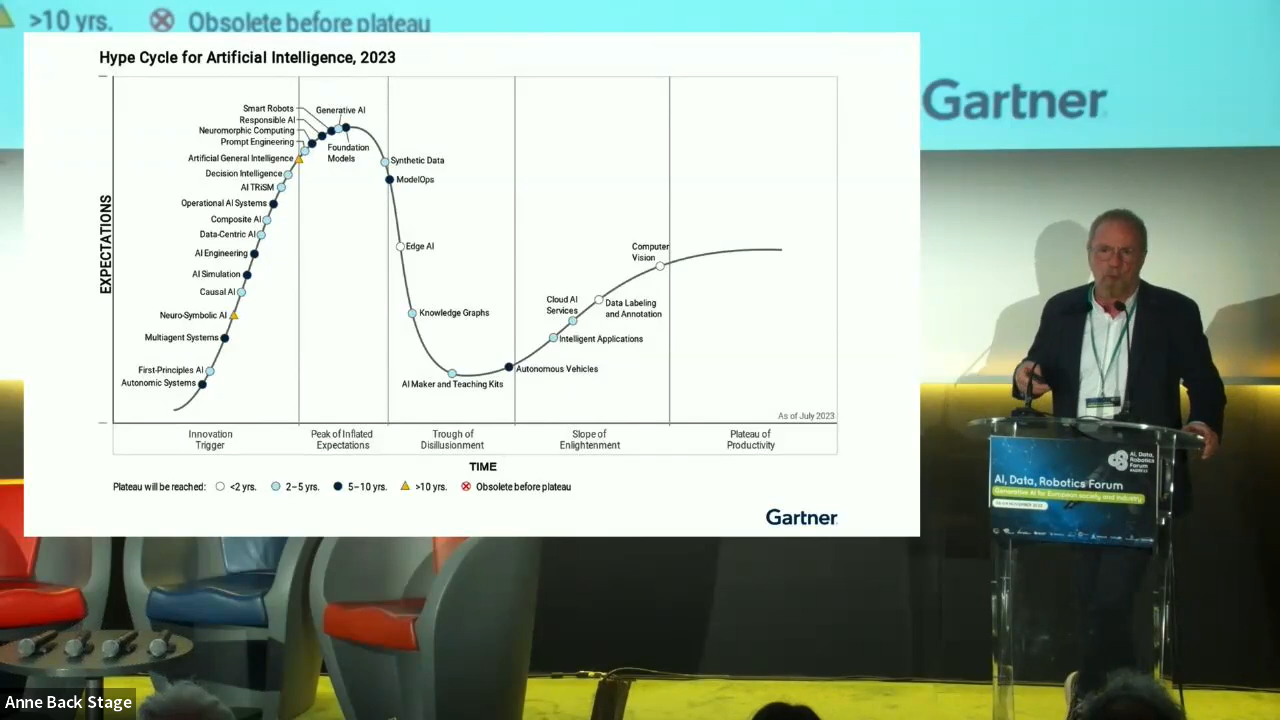 >10 yrs.
Obsolete before plateau
Gartner
Hype Cycle for Artificial Intelligence, 2023
Smart Robots
Responsible AI
Neuromorphic Computing
Prompt Engineering
Artificial General Intelligence
Decision Intelligence
AI TRiSM
Operational AI Systems
Composite AI
Data-Centric AI
AI Engineering
AI Simulation
Causal AI
Neuro-Symbolic AI
Multiagent Systems
First-Principles AI
Autonomic Systems
Generative AI
Foundation
Models
Synthetic Data
ModelOps
Edge AI
Knowledge Graphs
AI Maker and Teaching Kits
Autonomous Vehicles
Intelligent Applications
Cloud AI
Services
Data Labeling
and Annotation
Computer
Vision
EXPECTATIONS
As of July 2023
Innovation
Trigger
Peak of Inflated
Expectations
Trough of
Disillusionment
Slope of
Enlightenment
Plateau of
Productivity
TIME
Plateau will be reached: <2 yrs. 2–5 yrs. 5–10 yrs. >10 yrs. Obsolete before plateau
Gartner
Ai, Data,
Robotics
Forum
AI, Data, Robotics Forum
Generative AI for European society and industry
Anne Back Stage